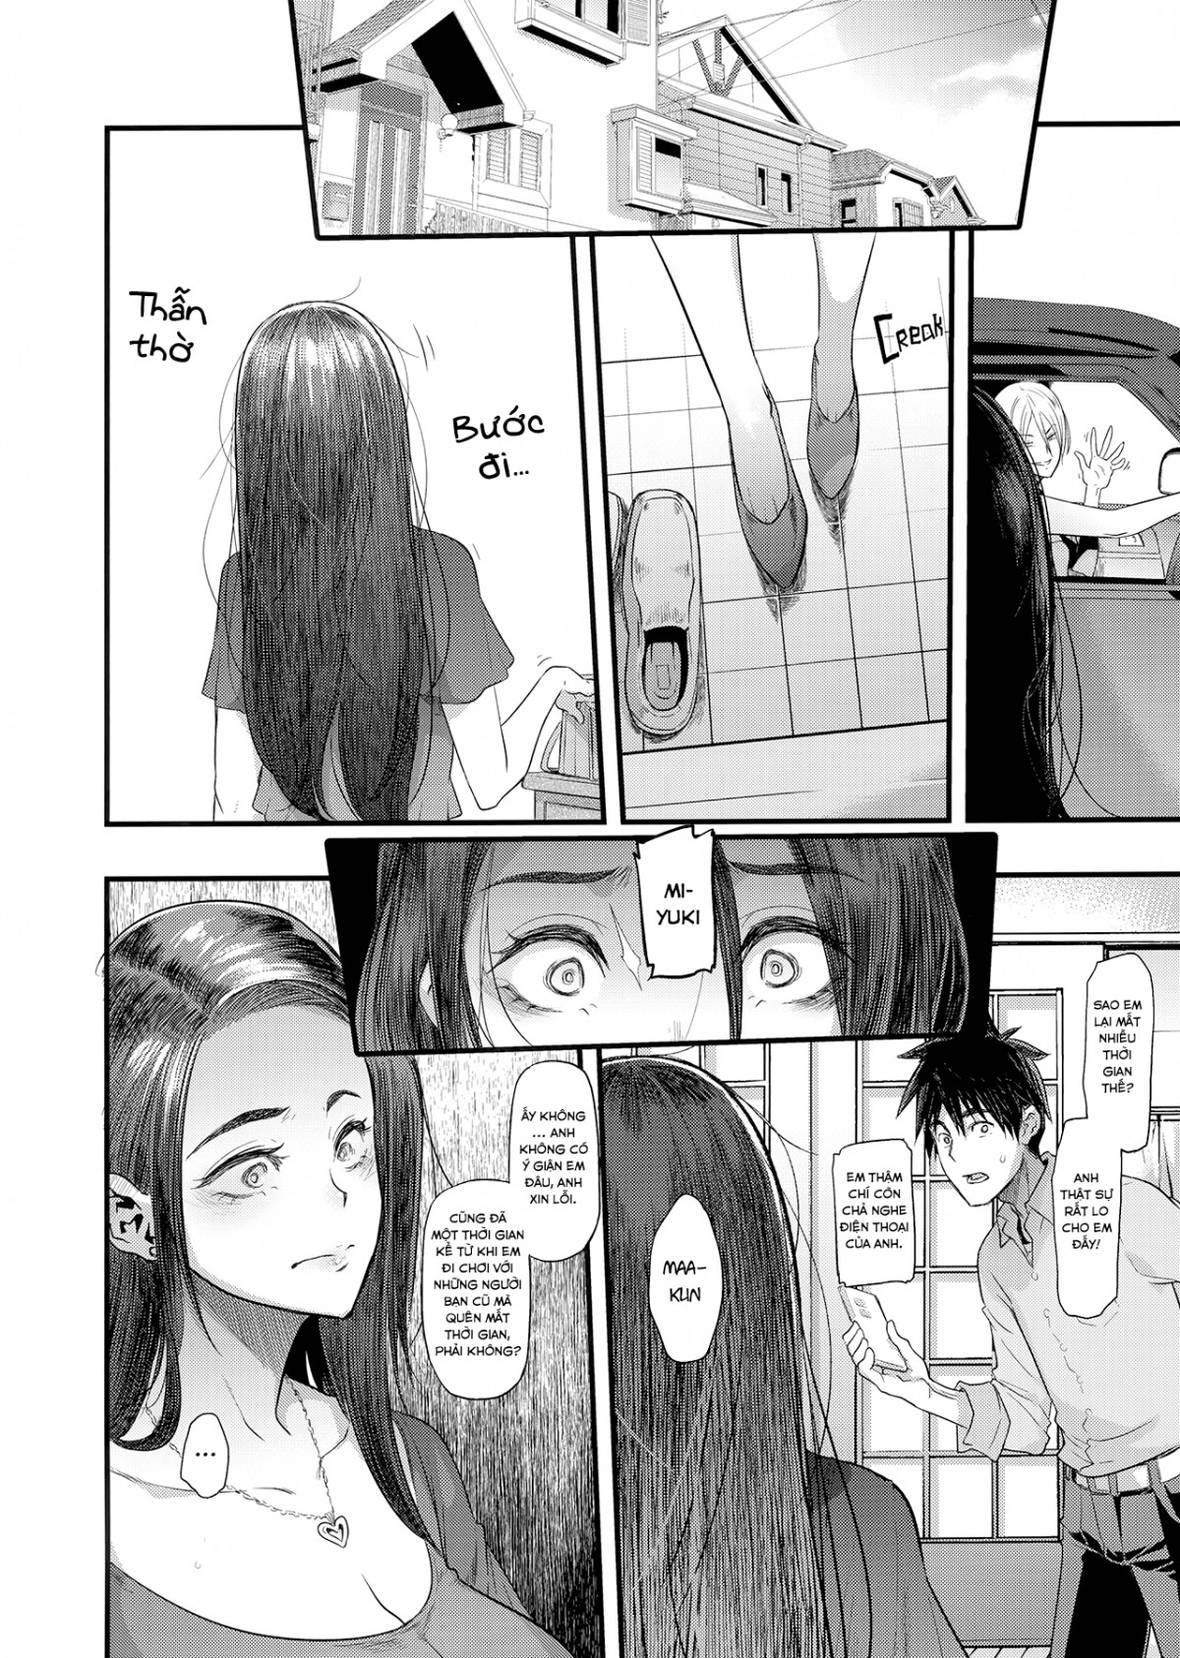 CREAK
Thẫn
thờ
Bước
đi...
MI-
YUKI
SAO EM
LẠI MẤT
NHIỀU
THỜI
GIAN
THẾ?
ANH
THẬT SỰ
RẤT LO
CHO EM
ĐẤY!
EM THẬM
CHÍ CÒN
CHẢ NGHE
ĐIỆN THOẠI
CỦA ANH.
MAA-
KUN
ẤY KHÔNG
... ANH
KHÔNG CÓ
Ý GIẬN EM
ĐÂU, ANH
XIN LỖI.
CŨNG ĐÃ
MỘT THỜI GIAN
KỂ TỪ KHI EM
ĐI CHƠI VỚI
NHỮNG NGƯỜI
BẠN CŨ MÀ
QUÊN MẤT
THỜI GIAN,
PHẢI KHÔNG?
...